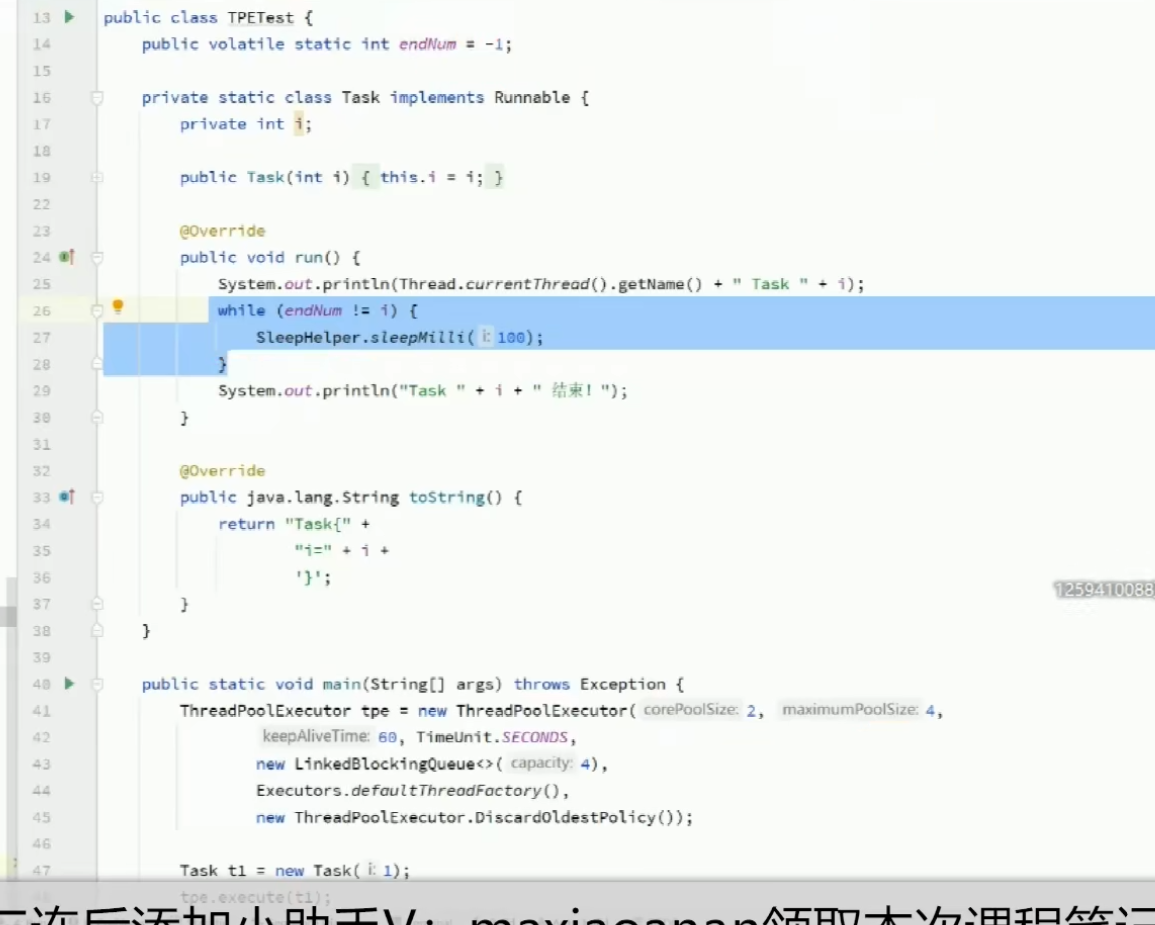 13 public class TPETest {
14 public volatile static int endNum = -1;
15
16 private static class Task implements Runnable {
17 private int i;
18
19 public Task(int i) { this.i = i; }
22
23 @Override
24 public void run() {
25 System.out.println(Thread.currentThread().getName() + " Task " + i);
26 while (endNum != i) {
27 SleepHelper.sleepMilli( i: 100);
28 }
29 System.out.println("Task " + i + " 结束! ");
30 }
31
32 @Override
33 public java.lang.String toString() {
34 return "Task{" +
35 "i=" + i +
36 '}';
37 }
1259410088
38 }
39
40 public static void main(String[] args) throws Exception {
41 ThreadPoolExecutor tpe = new ThreadPoolExecutor( corePoolSize: 2, maximumPoolSize: 4,
42 keepAliveTime: 60, TimeUnit.SECONDS,
43 new LinkedBlockingQueue<>( capacity: 4),
44 Executors.defaultThreadFactory(),
45 new ThreadPoolExecutor.DiscardOldestPolicy());
46
47 Task t1 = new Task( i: 1);
48 tpe.execute(t1);
连后添加小助手V: maxiaoanan领取本次课程笔记